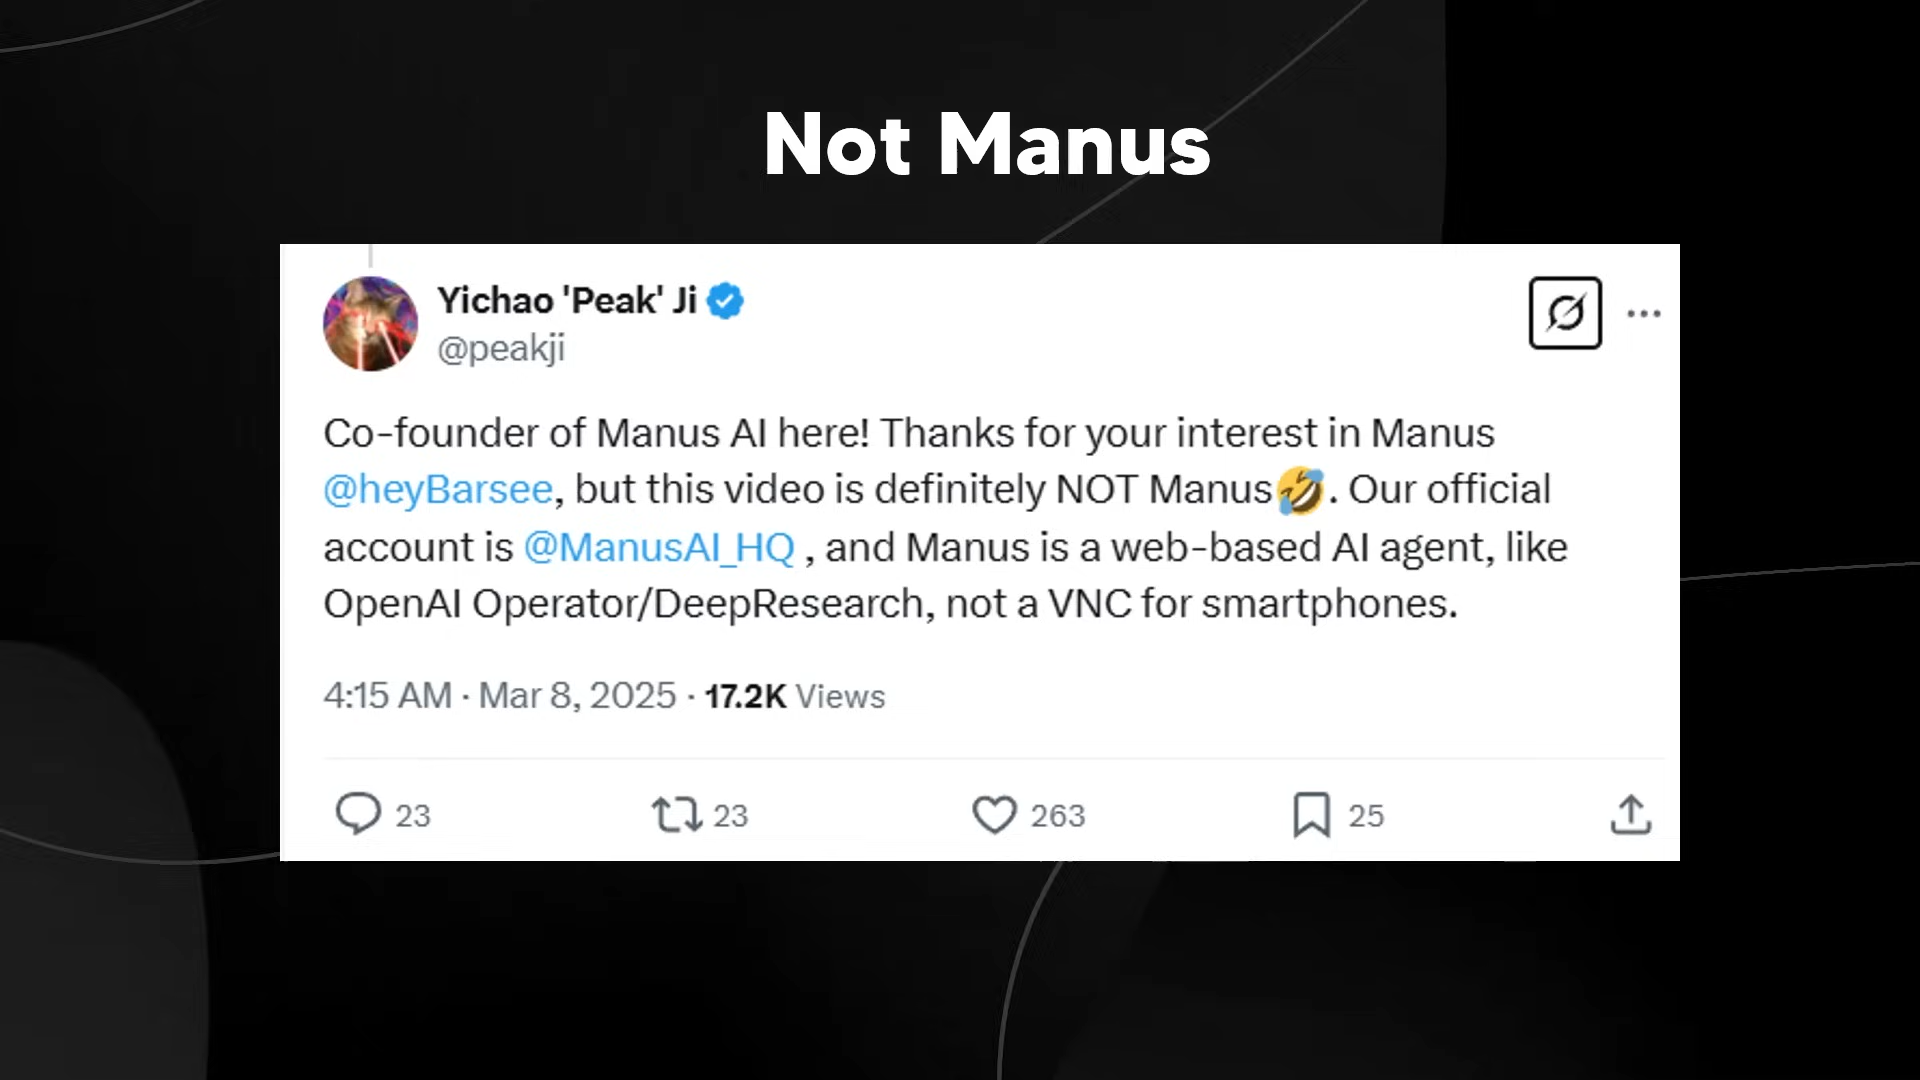 Not Manus
Yichao 'Peak' Ji
@peakji
Co-founder of Manus AI here! Thanks for your interest in Manus
@heyBarsee, but this video is definitely NOT Manus🤣. Our official
account is @ManusAI_HQ , and Manus is a web-based AI agent, like
OpenAI Operator/DeepResearch, not a VNC for smartphones.
4:15 AM · Mar 8, 2025 · 17.2K Views
23 23 263 25